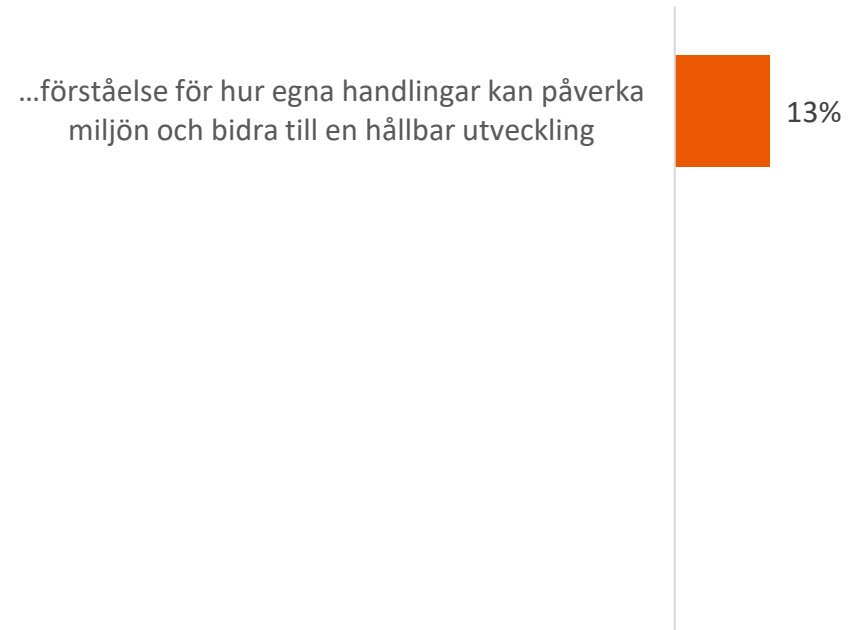 …förståelse för hur egna handlingar kan påverka
miljön och bidra till en hållbar utveckling
13%